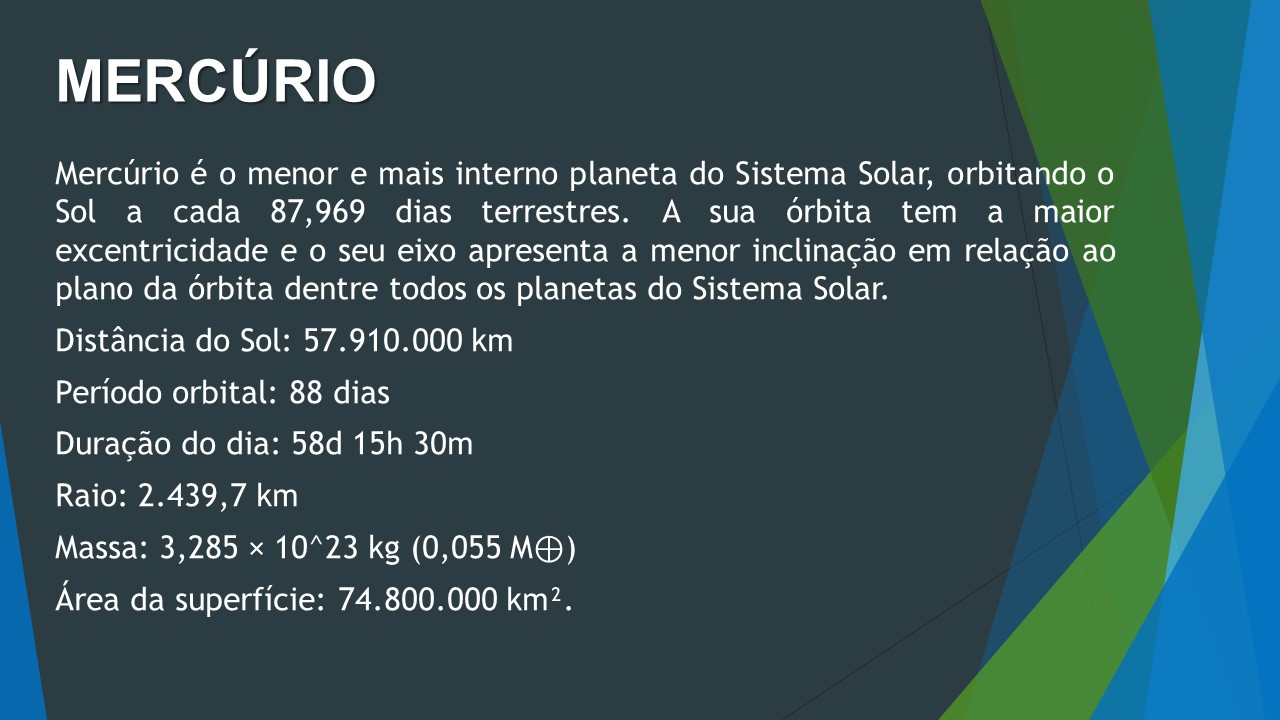 MERCÚRIO
Mercúrio é o menor e mais interno planeta do Sistema Solar, orbitando o
Sol a cada 87,969 dias terrestres. A sua órbita tem a maior
excentricidade e o seu eixo apresenta a menor inclinação em relação ao
plano da órbita dentre todos os planetas do Sistema Solar.
Distância do Sol: 57.910.000 km
Período orbital: 88 dias
Duração do dia: 58d 15h 30m
Raio: 2.439,7 km
Massa: 3,285 × 10^23 kg (0,055 M⊕)
Área da superfície: 74.800.000 km².